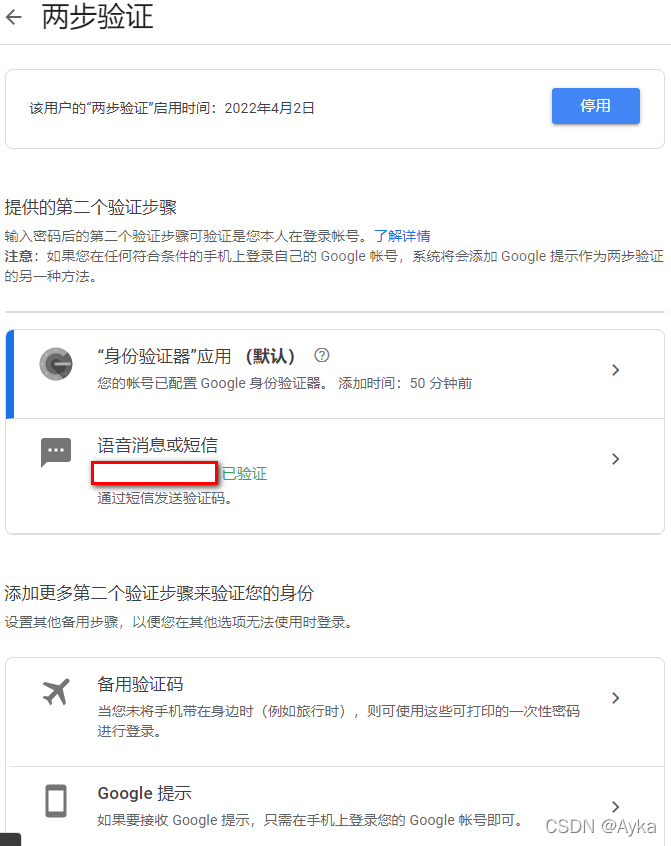 两步验证
该用户的“两步验证”启用时间：2022年4月2日
停用
提供的第二个验证步骤
输入密码后的第二个验证步骤可验证是您本人在登录帐号。了解详情
注意：如果您在任何符合条件的手机上登录自己的 Google 帐号，系统将会添加 Google 提示作为两步验证
的另一种方法。
“身份验证器”应用 （默认）
您的帐号已配置 Google 身份验证器。 添加时间：50 分钟前
语音消息或短信
已验证
通过短信发送验证码。
添加更多第二个验证步骤来验证您的身份
设置其他备用步骤，以便您在其他选项无法使用时登录。
备用验证码
当您未将手机带在身边时（例如旅行时），则可使用这些可打印的一次性密码
进行登录。
Google 提示
如果要接收 Google 提示，只需在手机上登录您的 Google 帐号即可。
CSDN @Ayka